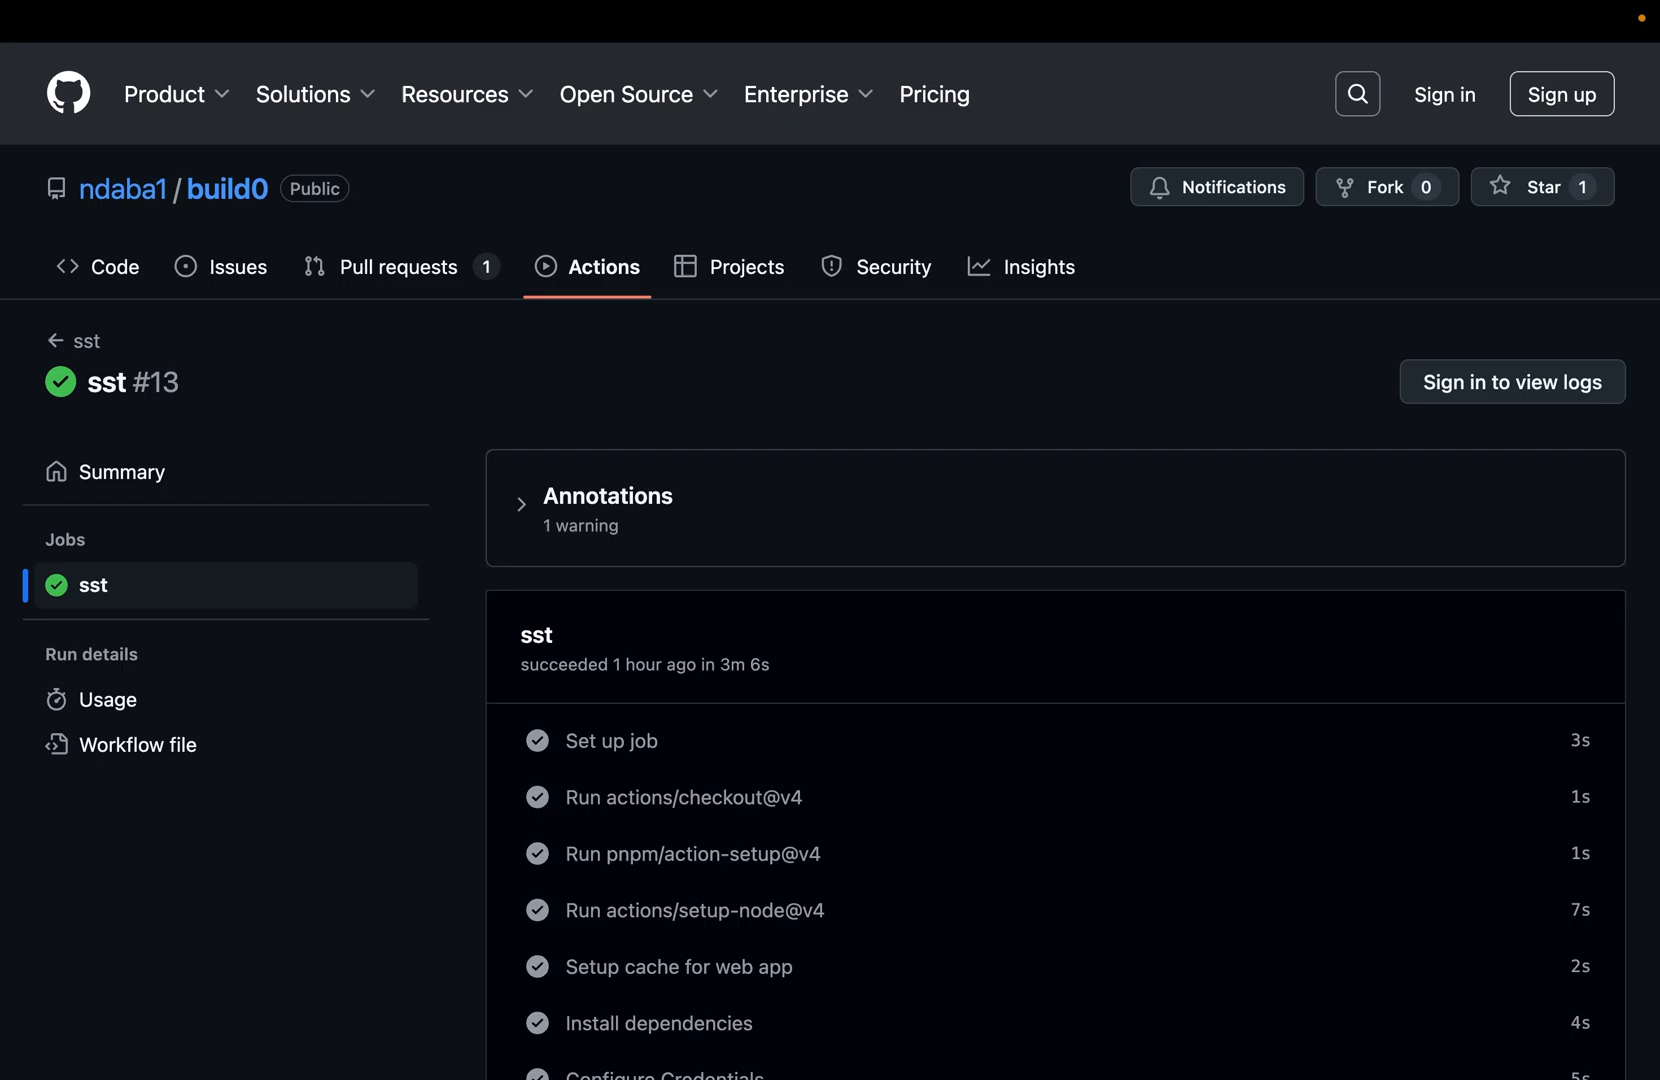 Product Solutions Resources Open Source Enterprise Pricing Sign in Sign up
ndaba1 / build0 Public Notifications Fork 0 Star 1
Code Issues Pull requests 1 Actions Projects Security Insights
sst
sst #13 Sign in to view logs
Summary
Jobs
sst
Run details
Usage
Workflow file
Annotations
1 warning
sst
succeeded 1 hour ago in 3m 6s
Set up job 3s
Run actions/checkout@v4 1s
Run pnpm/action-setup@v4 1s
Run actions/setup-node@v4 7s
Setup cache for web app 2s
Install dependencies 4s
Configure Credentials 5s